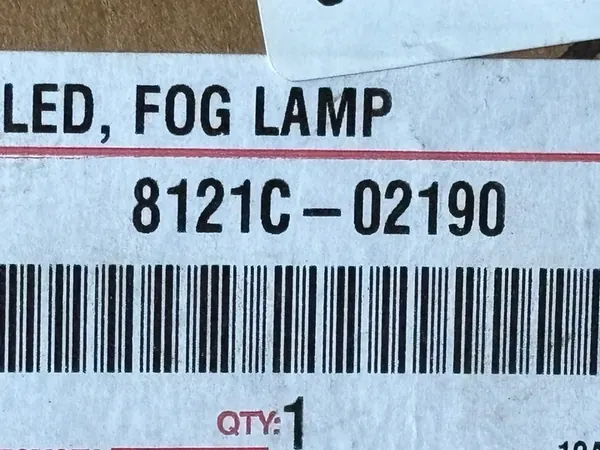 LED, FOG LAMP
8121C-02190
QTY: 1